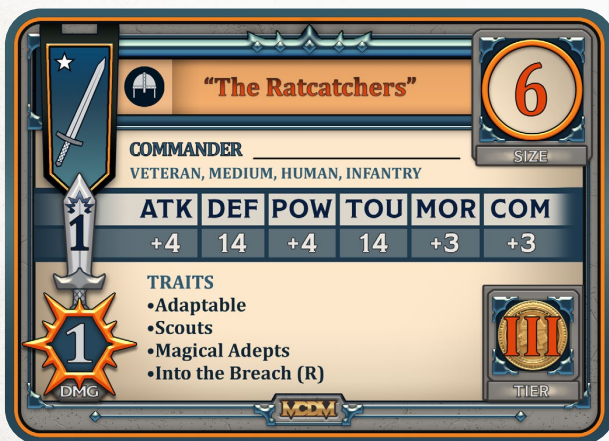 “The Ratcatchers”
6
SIZE
COMMANDER
VETERAN, MEDIUM, HUMAN, INFANTRY
1
ATK DEF POW TOU MOR COM
+4 14 +4 14 +3 +3
TRAITS
•Adaptable
•Scouts
•Magical Adepts
•Into the Breach (R)
1
DMG
III
TIER
MCDM